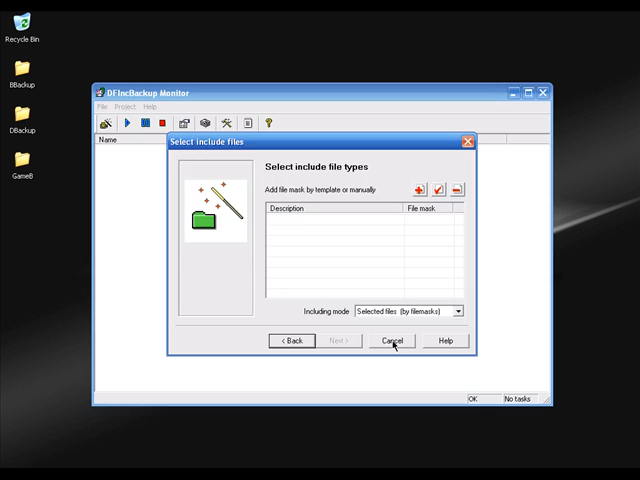 Recycle Bin
BBackup
DBackup
GameB
DFIncBackup Monitor
File Project Help
Name
Select include files
Select include file types
Add file mask by template or manually
Description File mask
Including mode Selected files (by filemasks)
< Back Next > Cancel Help
OK No tasks